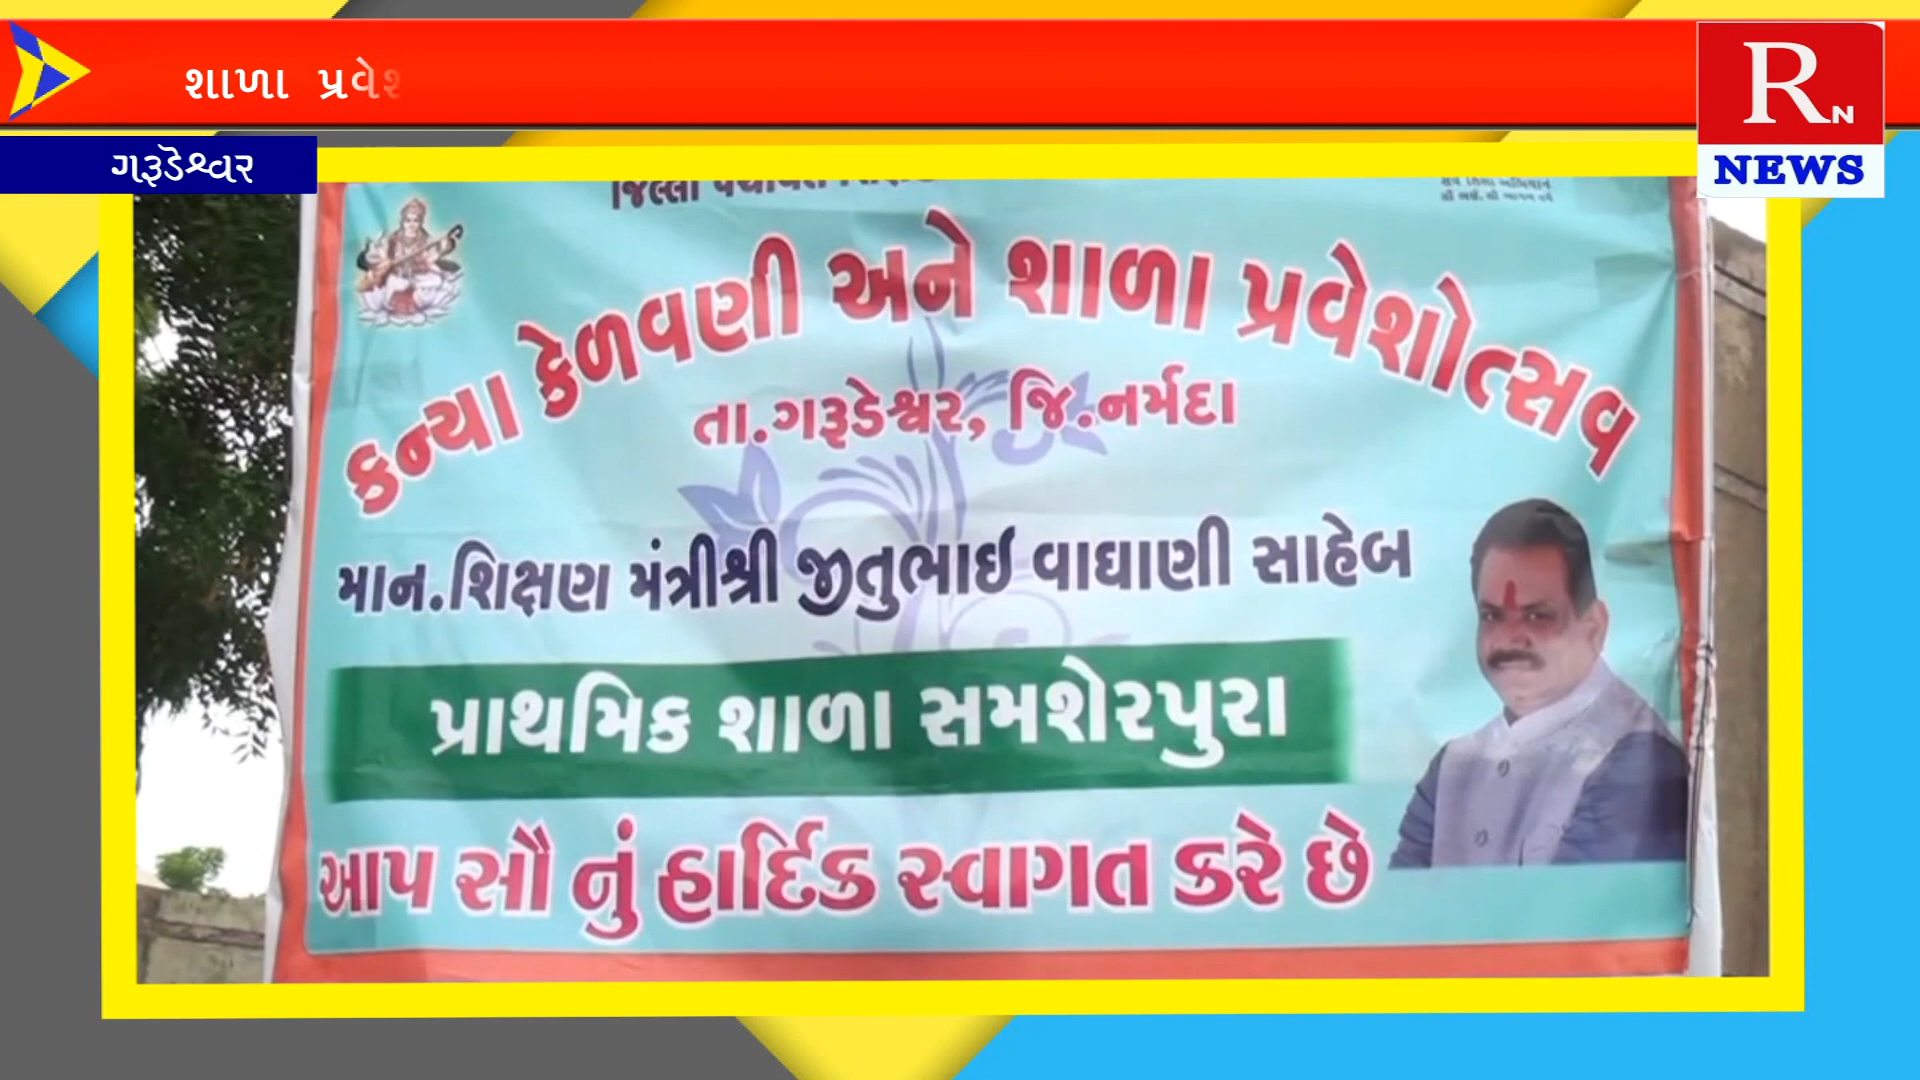 શાળા પ્રવેશ
R N
NEWS
ગરૂડેશ્વર
કન્યા કેળવણી અને શાળા પ્રવેશોત્સવ
તા.ગરૂડેશ્વર, જિ.નર્મદા
માન.શિક્ષણ મંત્રીશ્રી જીતુભાઇ વાઘાણી સાહેબ
પ્રાથમિક શાળા સમશેરપુરા
આપ સૌ નું હાર્દિક સ્વાગત કરે છે